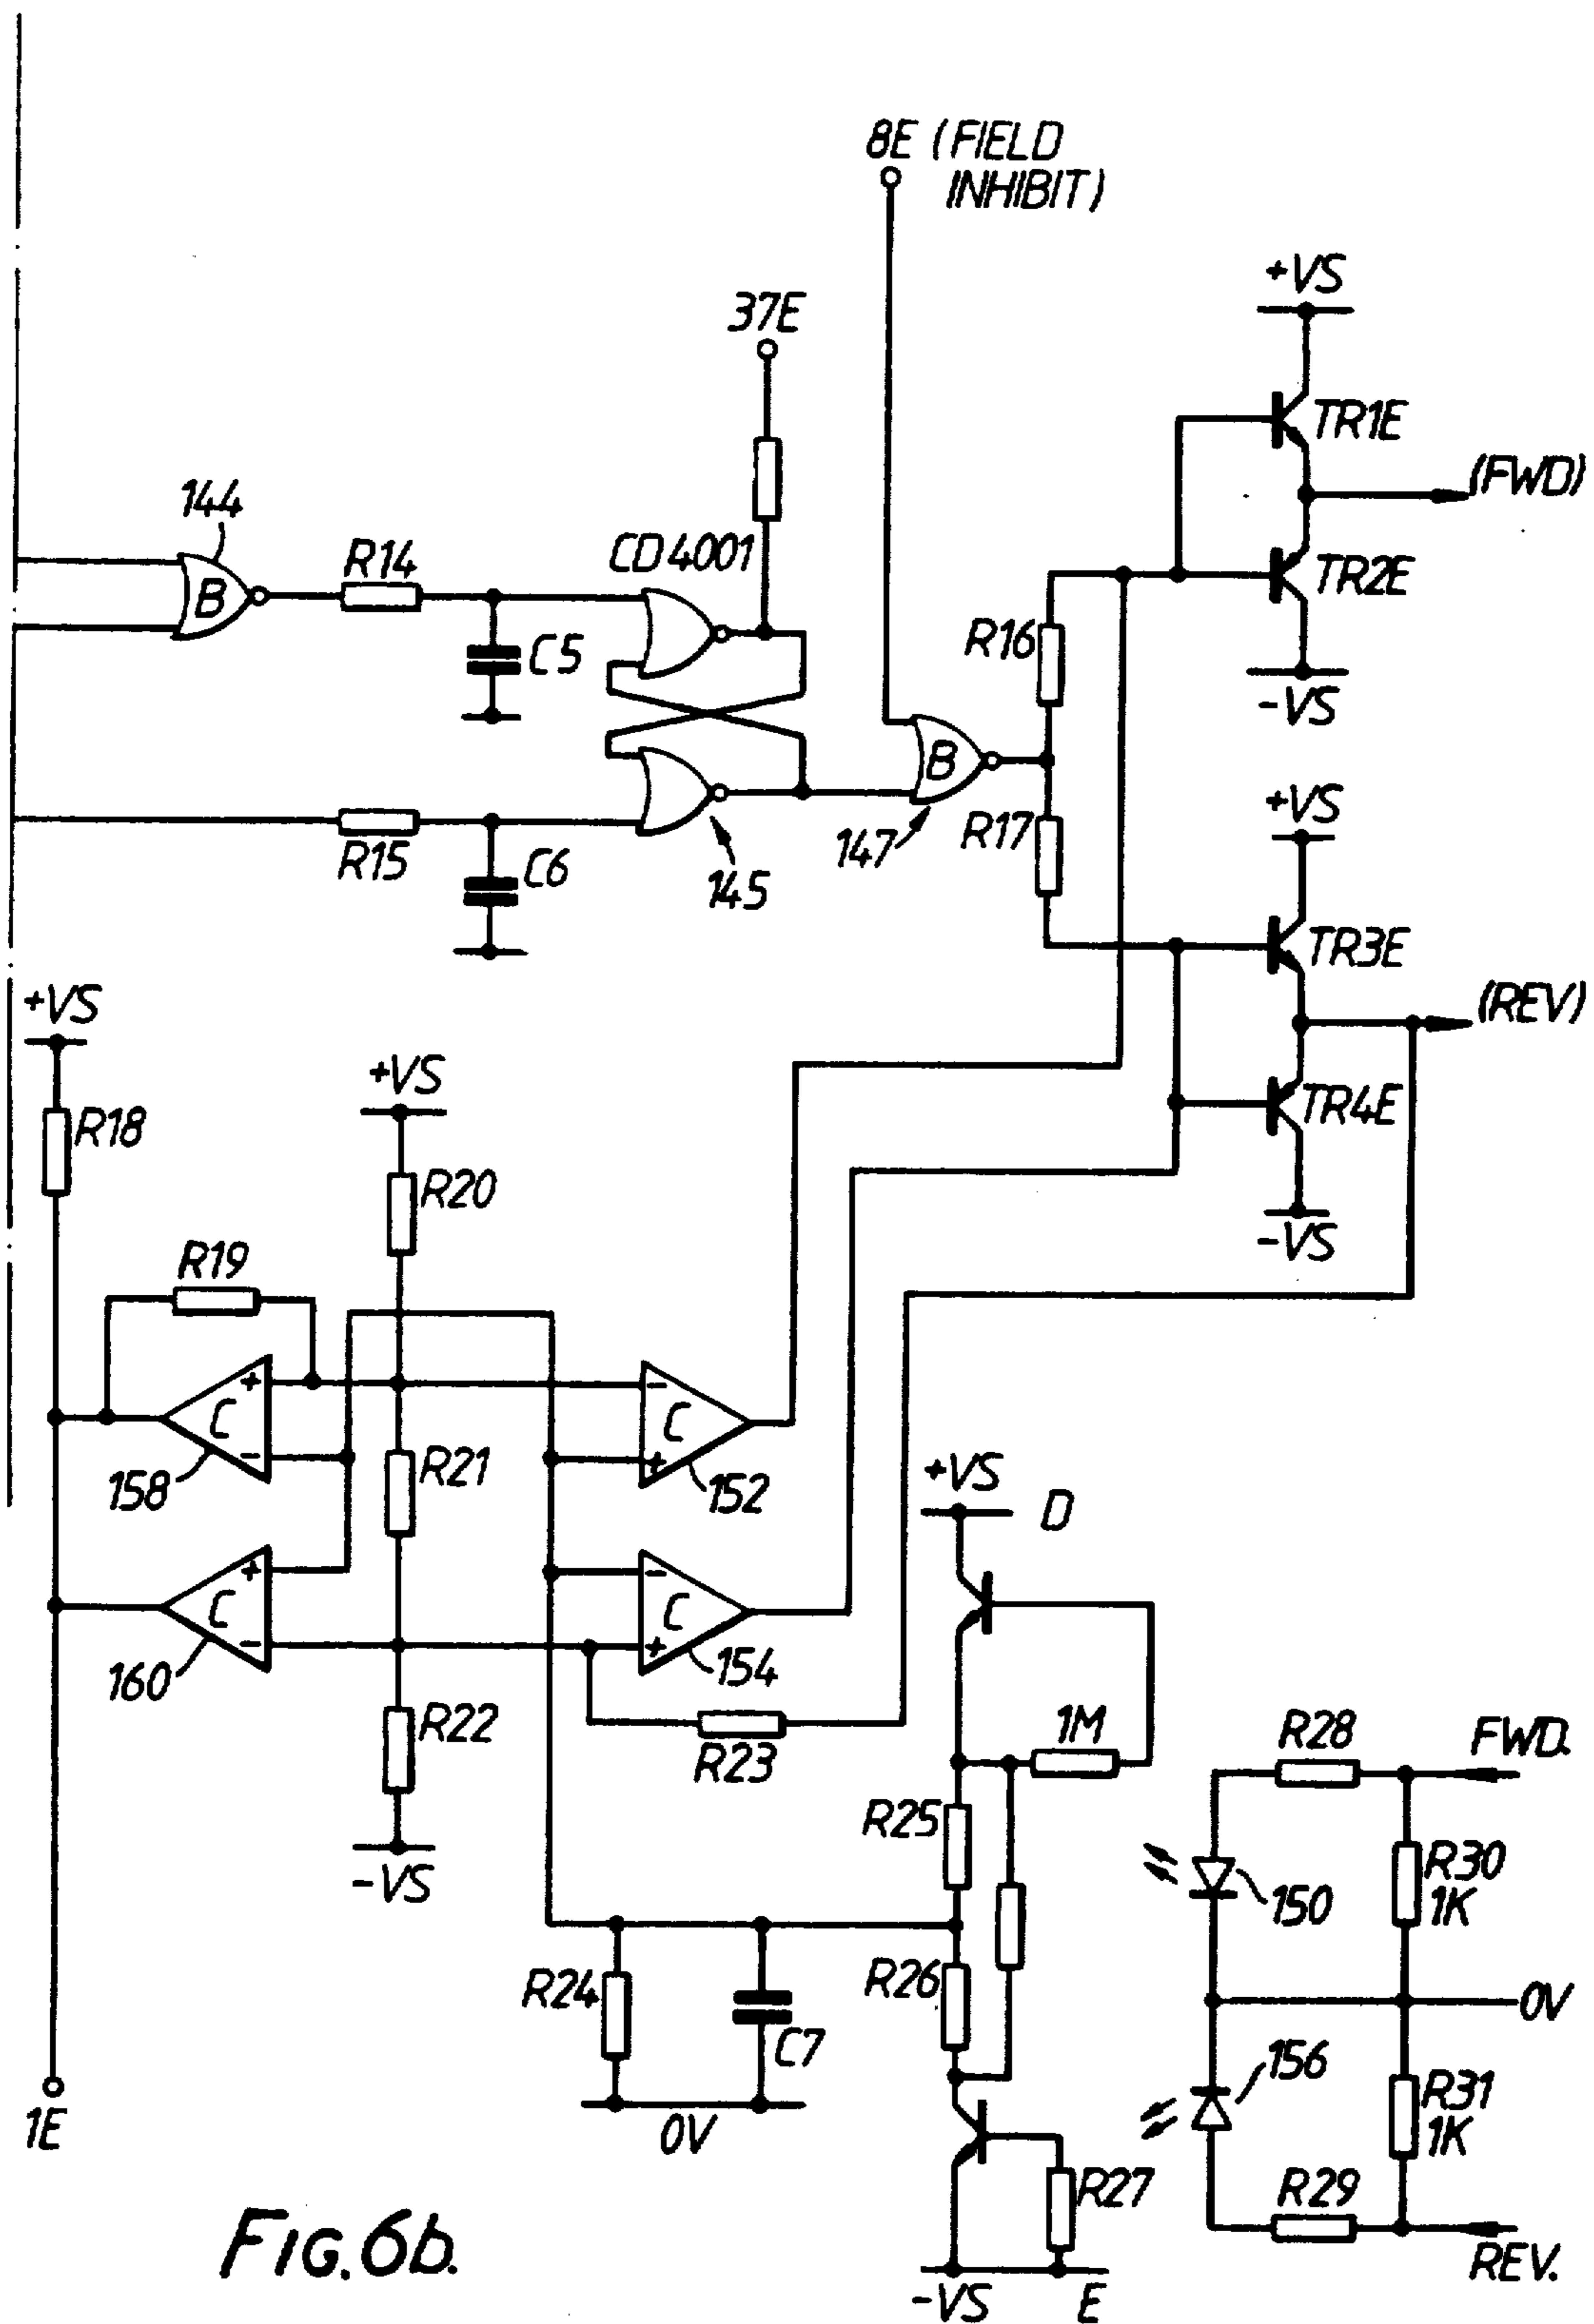 8E (FIELD
INHIBIT)
+VS
37E
TR1E
(FWD)
144
B
R14
CD4001
TR2E
C5
R16
-VS
B
+VS
R15
C6
145
147
R17
TR3E
+VS
(REV)
+VS
R18
TR4E
R20
-VS
R19
+
C
-
158
R21
-
C
+
152
+VS
D
+
C
-
160
-
C
+
154
R22
R23
1M
R28
FWD.
-VS
R25
150
R30
1K
R24
C7
R26
0V
156
R31
1K
1E
0V
R27
R29
REV.
-VS
E
FIG. 6b.